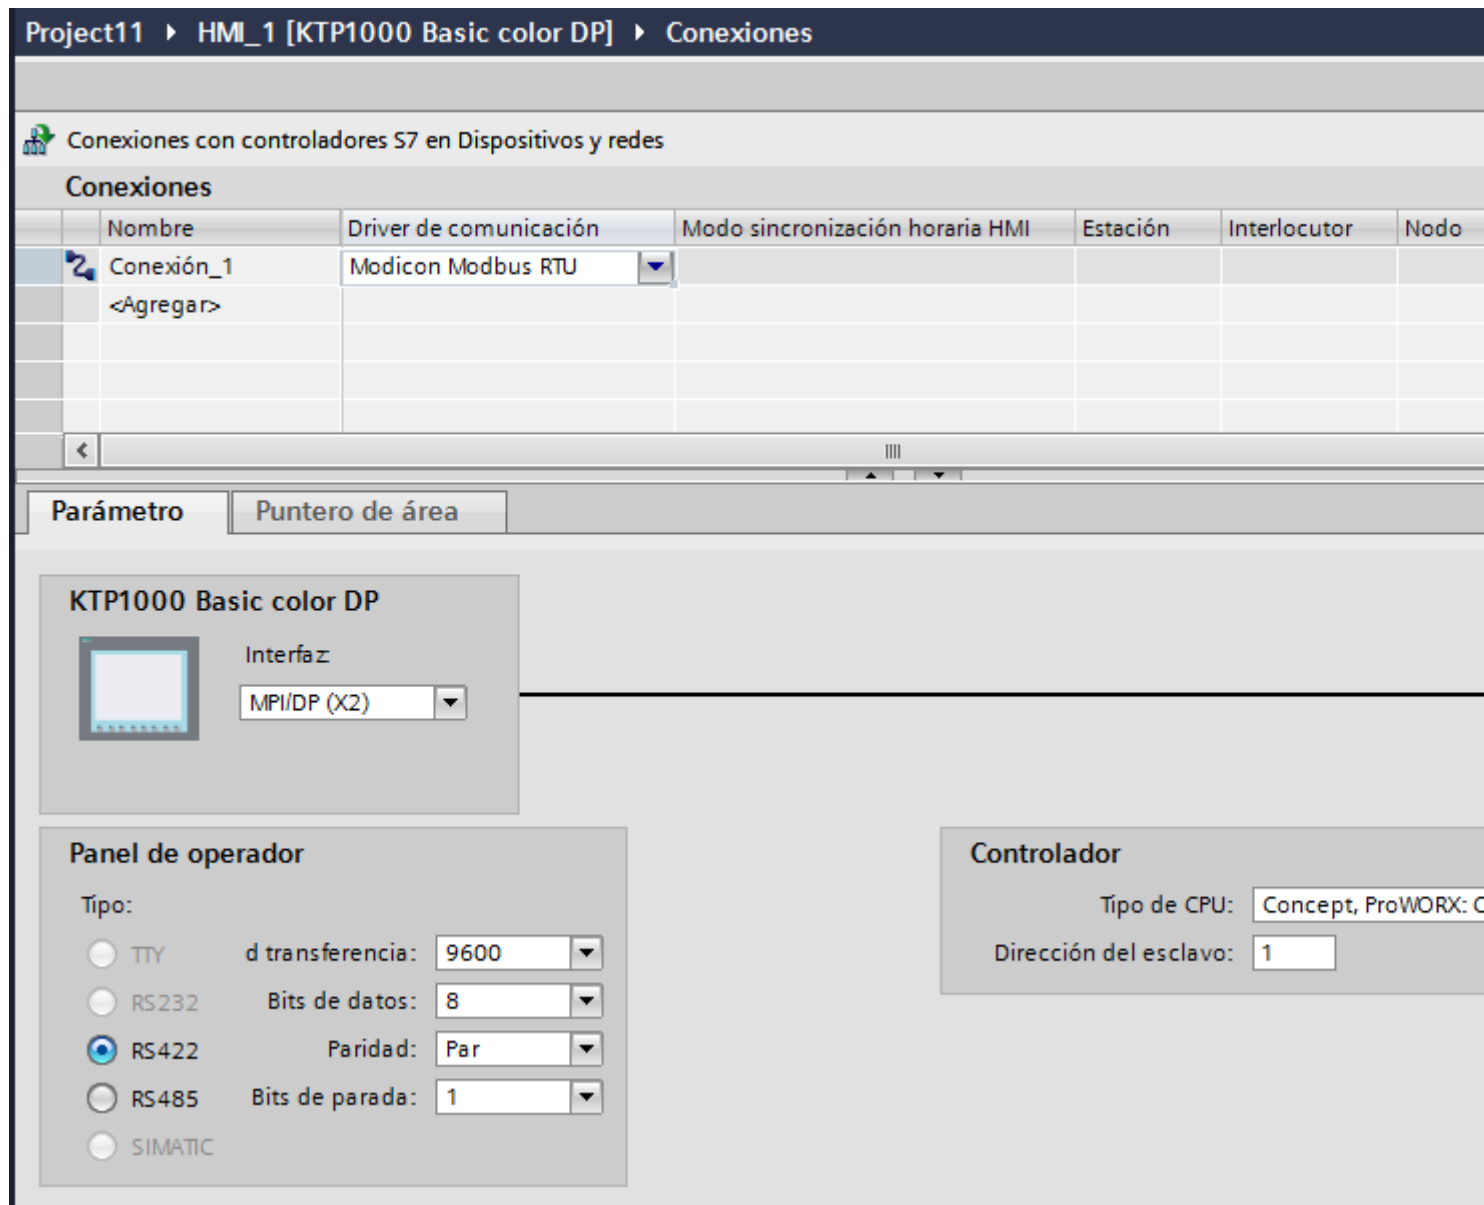 Project11 ▸ HMI_1 [KTP1000 Basic color DP] ▸ Conexiones
Conexiones con controladores S7 en Dispositivos y redes
Conexiones
Nombre Driver de comunicación Modo sincronización horaria HMI Estación Interlocutor Nodo
Conexión_1 Modicon Modbus RTU
<Agregar>
Parámetro Puntero de área
KTP1000 Basic color DP
Interfaz:
MPI/DP (X2)
Panel de operador
Tipo:
TTY d transferencia: 9600
RS232 Bits de datos: 8
RS422 Paridad: Par
RS485 Bits de parada: 1
SIMATIC
Controlador
Tipo de CPU: Concept, ProWORX: C
Dirección del esclavo: 1